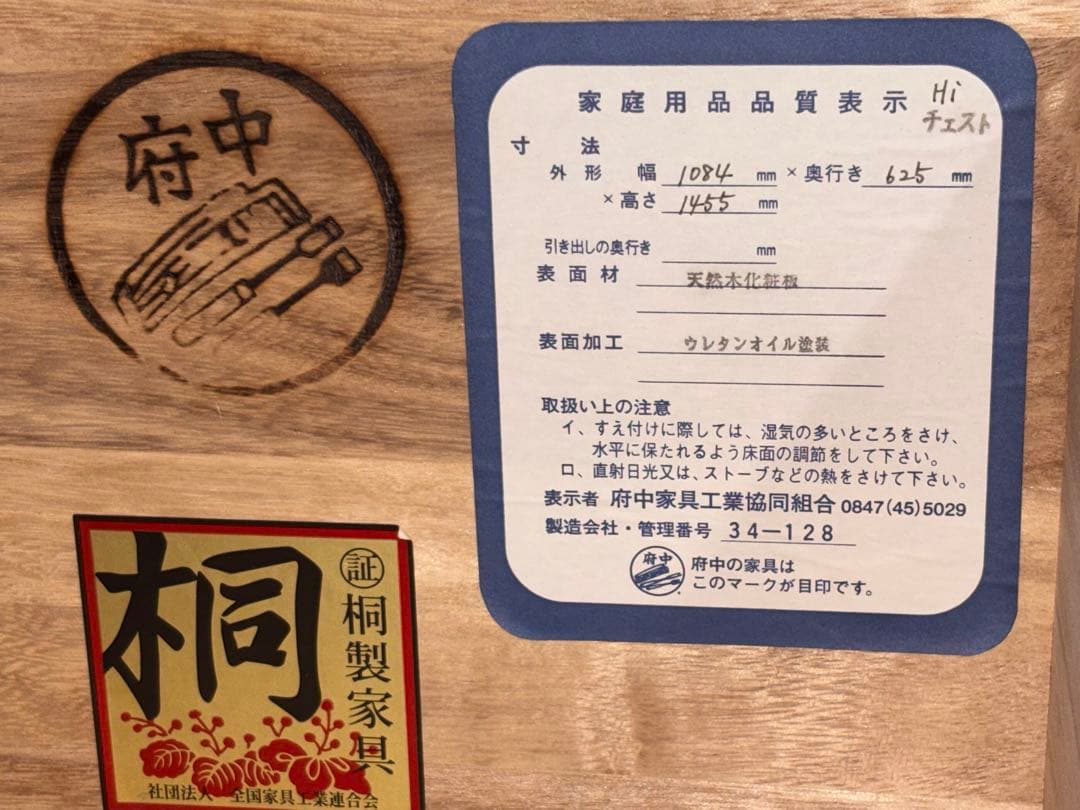 府中
家庭用品品質表示
Hi
チェスト
寸法
外形 幅 1084 mm × 奥行き 625 mm
× 高さ 1455 mm
引き出しの奥行き mm
表面材 天然木化粧板
表面加工 ウレタンオイル塗装
取扱い上の注意
イ、すえ付けに際しては、湿気の多いところをさけ、
水平に保たれるよう床面の調節をして下さい。
ロ、直射日光又は、ストーブなどの熱をさけて下さい。
表示者 府中家具工業協同組合 0847(45)5029
製造会社・管理番号 34-128
府中
府中の家具は
このマークが目印です。
桐
証
桐製家具
社団法人 全国家具工業連合会